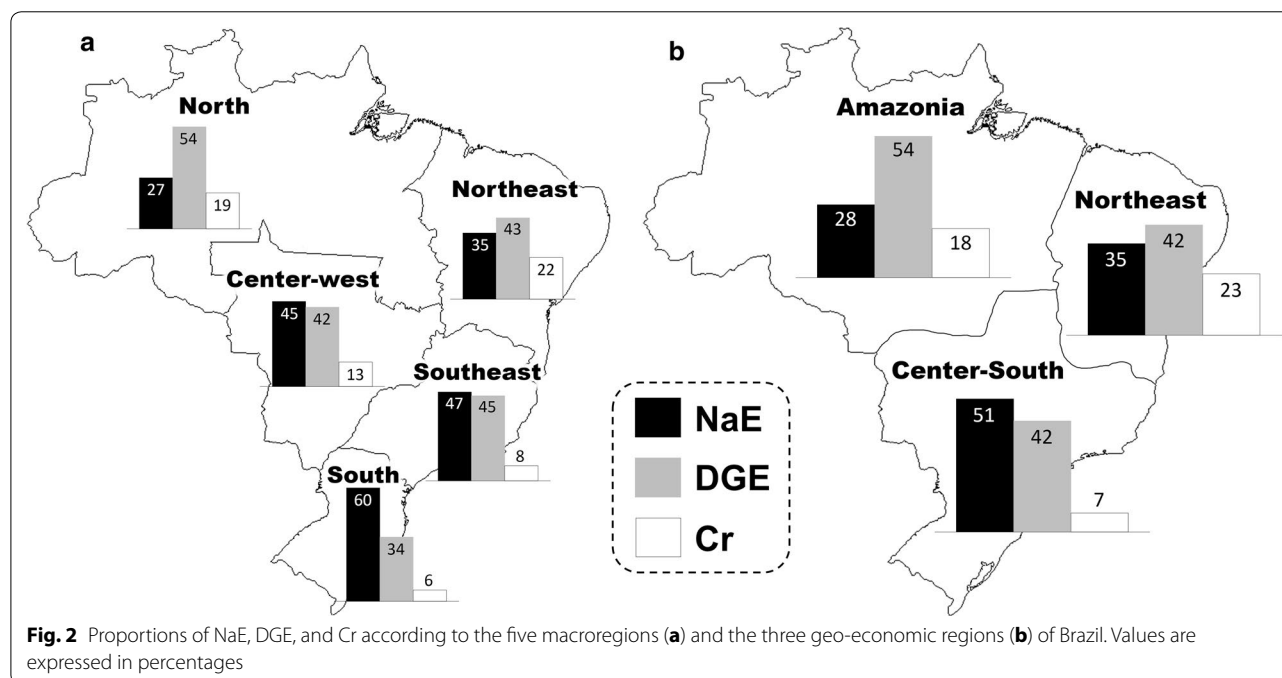 a
North
27
54
19
Northeast
35
43
22
Center-west
45
42
13
Southeast
47
45
8
South
60
34
6
NaE
DGE
Cr
b
Amazonia
28
54
18
Northeast
35
42
23
Center-South
51
42
7
Fig. 2 Proportions of NaE, DGE, and Cr according to the five macroregions (a) and the three geo-economic regions (b) of Brazil. Values are
expressed in percentages